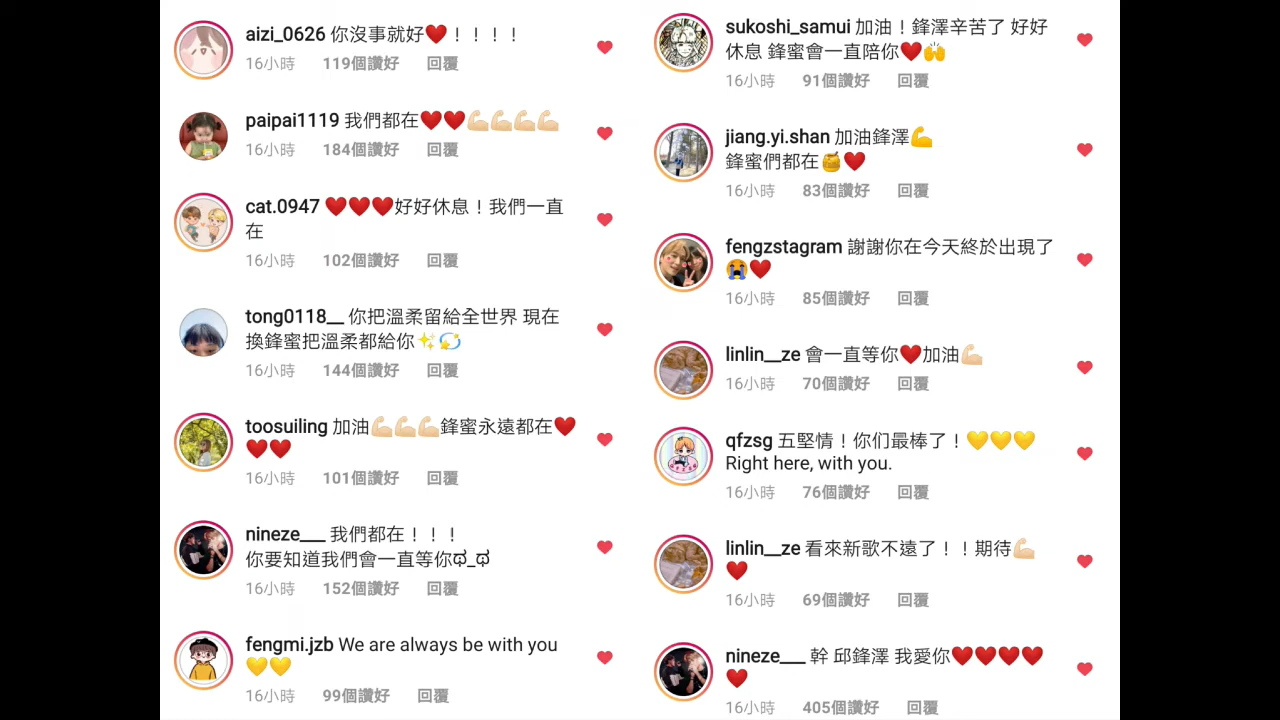 aizi_0626 你沒事就好❤️！！！！
16小時 119個讚好 回覆
paipai1119 我們都在❤️❤️💪🏻💪🏻💪🏻💪🏻
16小時 184個讚好 回覆
cat.0947 ❤️❤️❤️好好休息！我們一直
在
16小時 102個讚好 回覆
tong0118__ 你把溫柔留給全世界 現在
換鋒蜜把溫柔都給你✨💫
16小時 144個讚好 回覆
toosuiling 加油💪🏻💪🏻💪🏻鋒蜜永遠都在❤️
❤️❤️
16小時 101個讚好 回覆
nineze___ 我們都在！！！
你要知道我們會一直等你ಥ_ಥ
16小時 152個讚好 回覆
fengmi.jzb We are always be with you
💛💛
16小時 99個讚好 回覆
sukoshi_samui 加油！鋒澤辛苦了 好好
休息 鋒蜜會一直陪你❤️🙌
16小時 91個讚好 回覆
jiang.yi.shan 加油鋒澤💪
鋒蜜們都在🍯❤️
16小時 83個讚好 回覆
fengzstagram 謝謝你在今天終於出現了
😭❤️
16小時 85個讚好 回覆
linlin__ze 會一直等你❤️加油💪🏻
16小時 70個讚好 回覆
qfzsg 五堅情！你们最棒了！💛💛💛
Right here, with you.
16小時 76個讚好 回覆
linlin__ze 看來新歌不遠了！！期待💪🏻
❤️
16小時 69個讚好 回覆
nineze___ 幹 邱鋒澤 我愛你❤️❤️❤️❤️
❤️
16小時 405個讚好 回覆